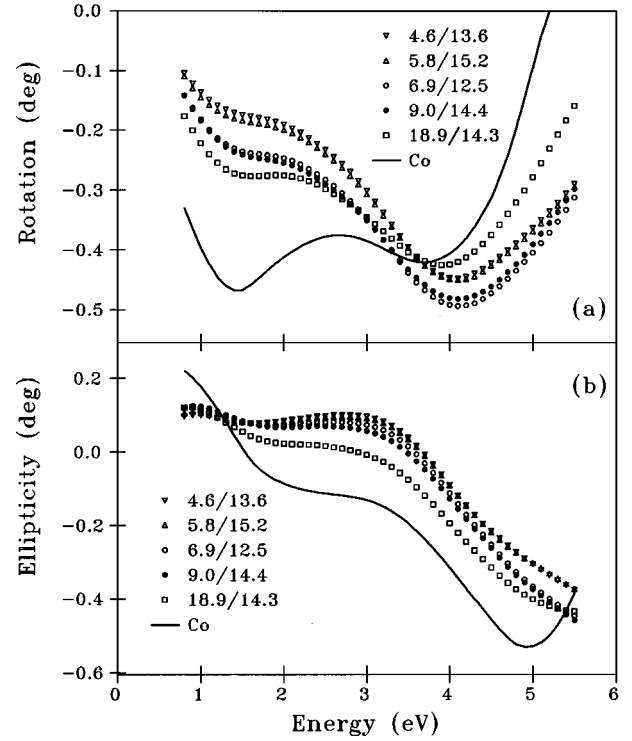 0.0
-0.1
-0.2
-0.3
-0.4
-0.5
Rotation (deg)
4.6/13.6
5.8/15.2
6.9/12.5
9.0/14.4
18.9/14.3
Co
(a)
0.2
0.0
-0.2
-0.4
-0.6
Ellipticity (deg)
(b)
4.6/13.6
5.8/15.2
6.9/12.5
9.0/14.4
18.9/14.3
Co
0 1 2 3 4 5 6
Energy (eV)